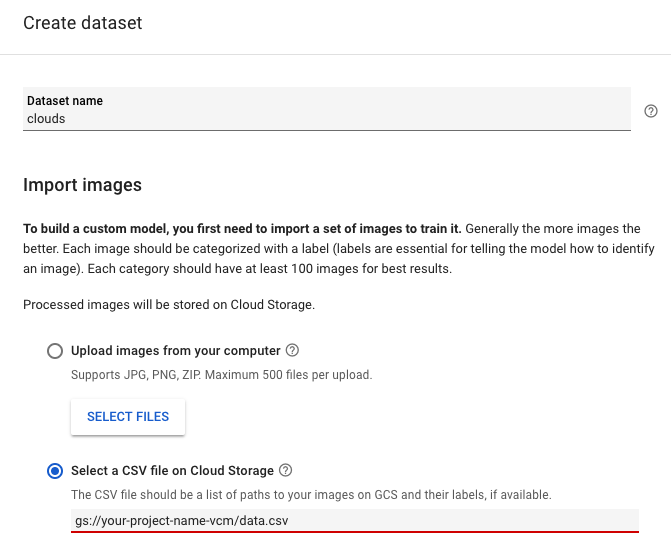 Create dataset
Dataset name
clouds
Import images
To build a custom model, you first need to import a set of images to train it. Generally the more images the
better. Each image should be categorized with a label (labels are essential for telling the model how to identify
an image). Each category should have at least 100 images for best results.
Processed images will be stored on Cloud Storage.
Upload images from your computer
Supports JPG, PNG, ZIP. Maximum 500 files per upload.
SELECT FILES
Select a CSV file on Cloud Storage
The CSV file should be a list of paths to your images on GCS and their labels, if available.
gs://your-project-name-vcm/data.csv